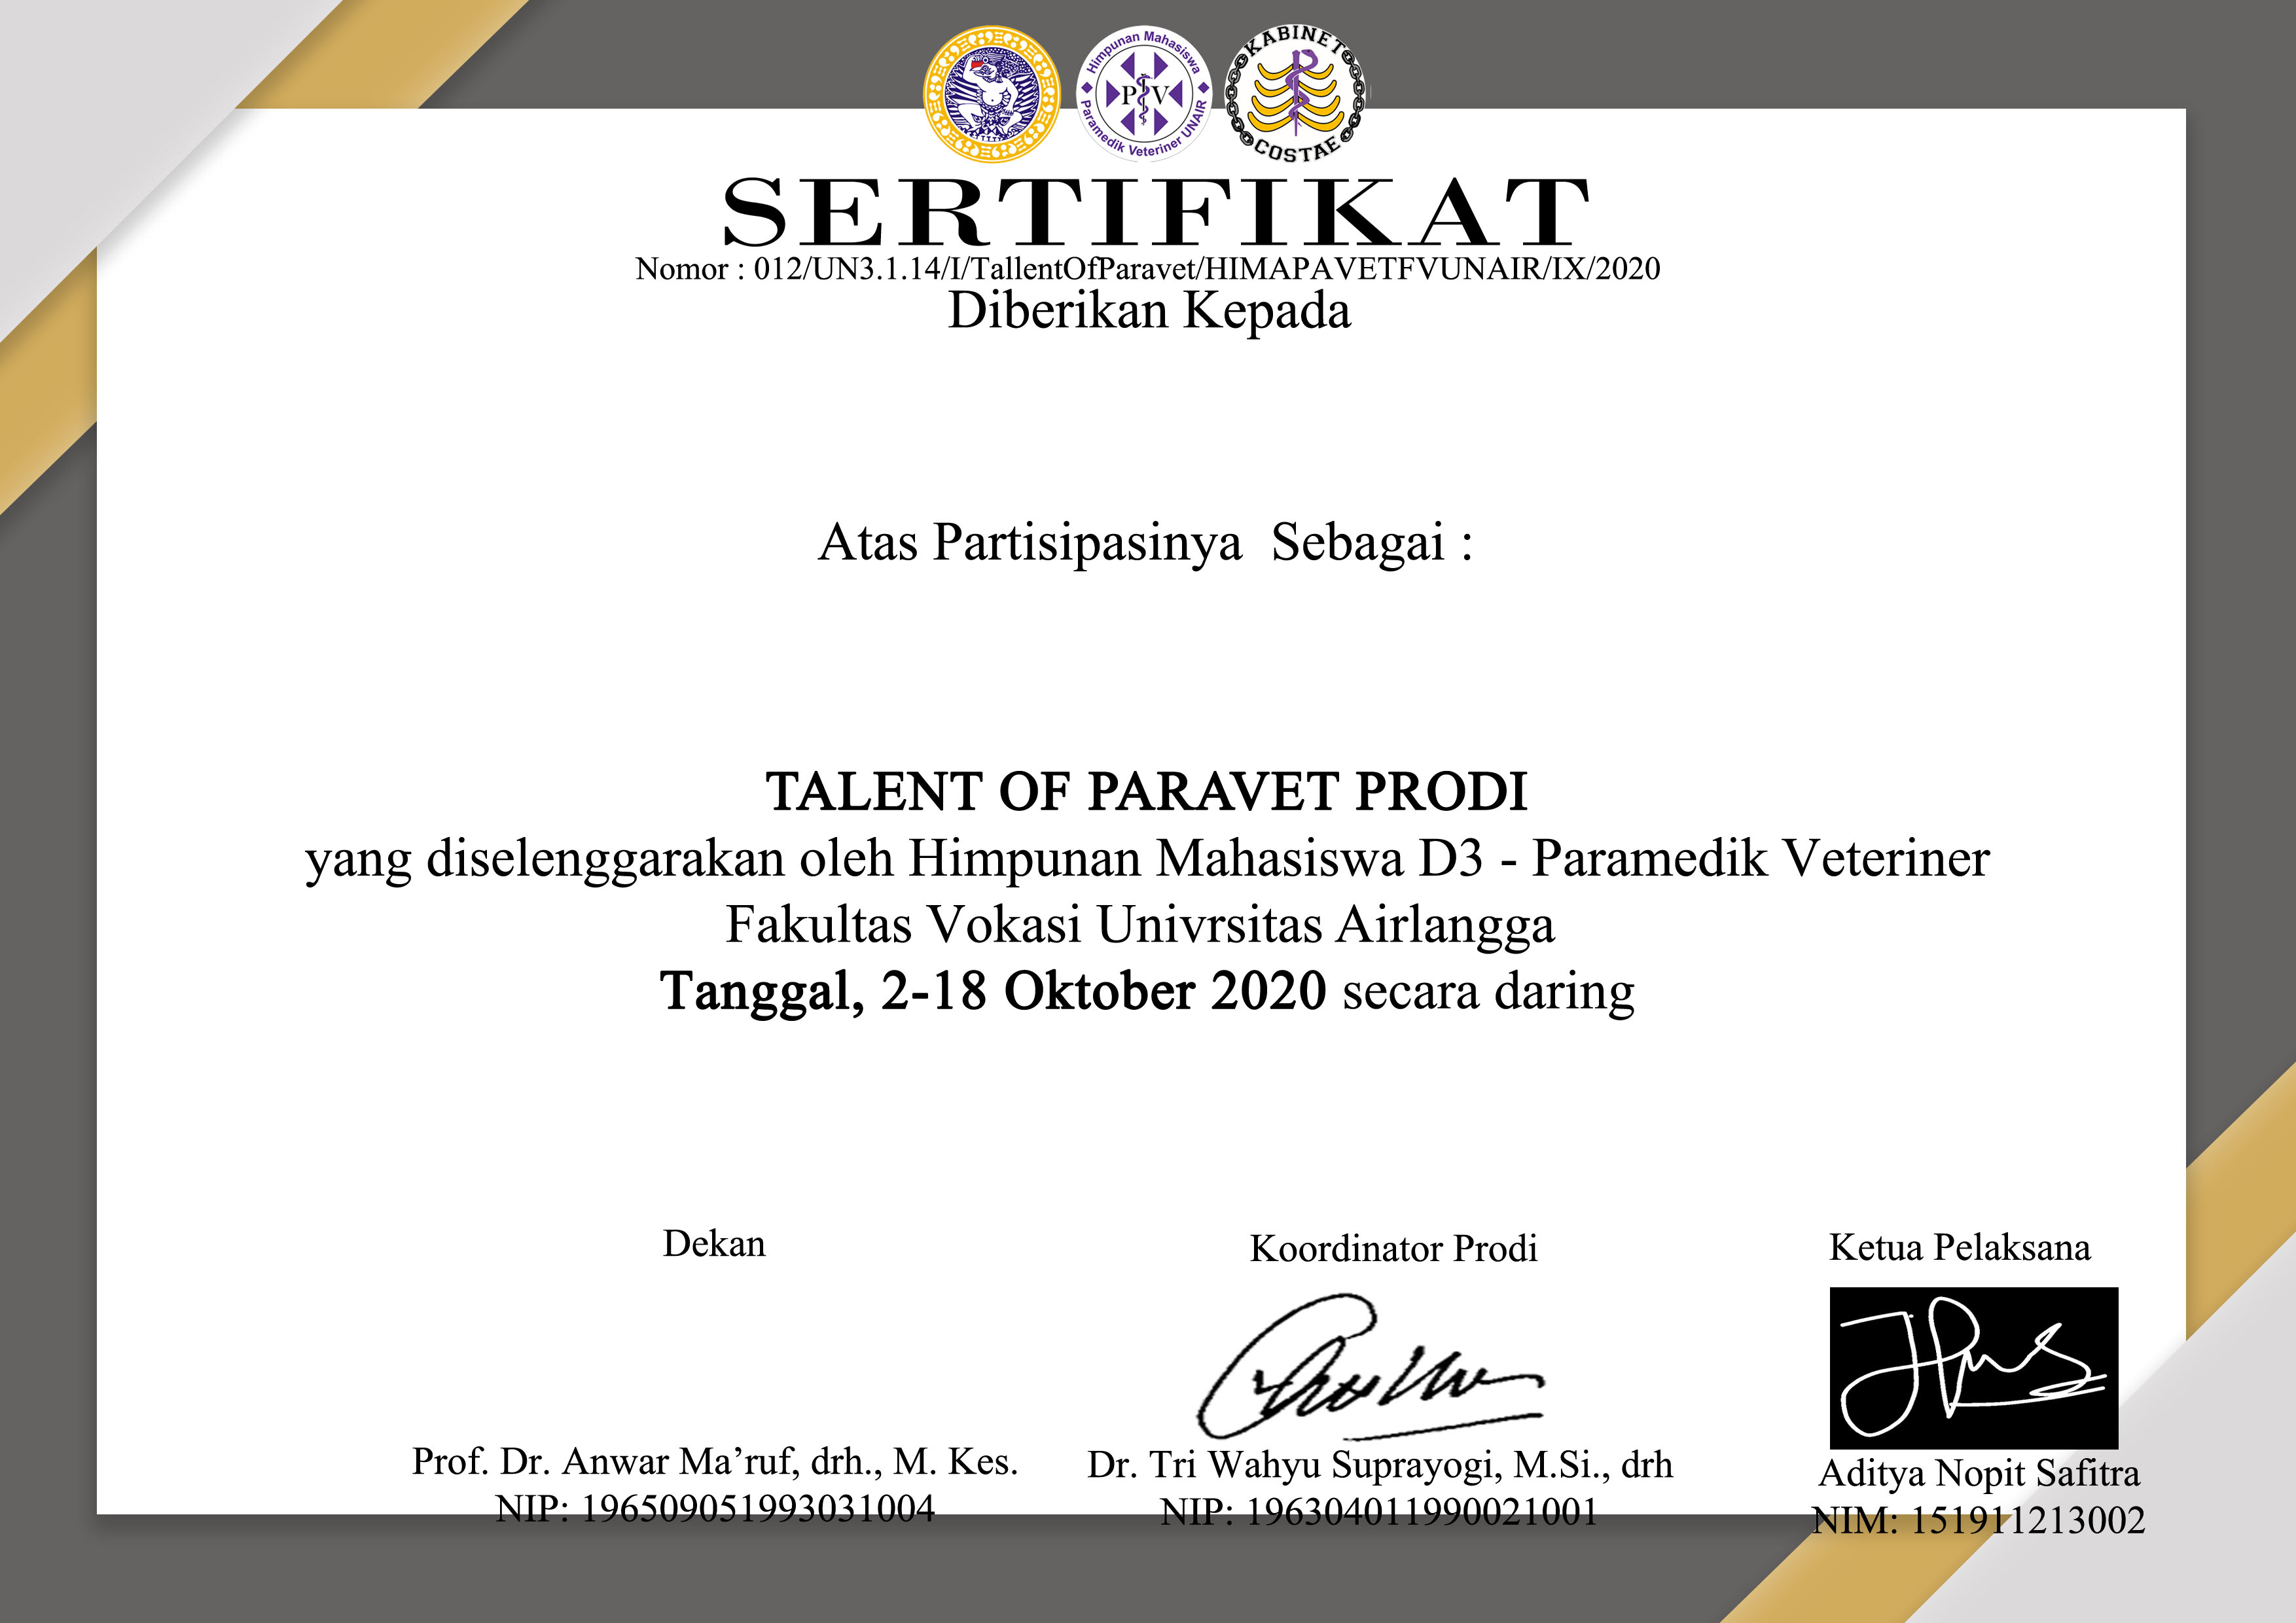 Himpunan Mahasiswa
PV
Paramedik Veteriner UNAIR
KABINET
COSTAE
SERTIFIKAT
Nomor : 012/UN3.1.14/I/TallentOfParavet/HIMAPAVETFVUNAIR/IX/2020
Diberikan Kepada
Atas Partisipasinya Sebagai :
TALENT OF PARAVET PRODI
yang diselenggarakan oleh Himpunan Mahasiswa D3 - Paramedik Veteriner
Fakultas Vokasi Univrsitas Airlangga
Tanggal, 2-18 Oktober 2020 secara daring
Dekan
Prof. Dr. Anwar Ma’ruf, drh., M. Kes.
NIP: 196509051993031004
Koordinator Prodi
Dr. Tri Wahyu Suprayogi, M.Si., drh
NIP: 196304011990021001
Ketua Pelaksana
Aditya Nopit Safitra
NIM: 151911213002